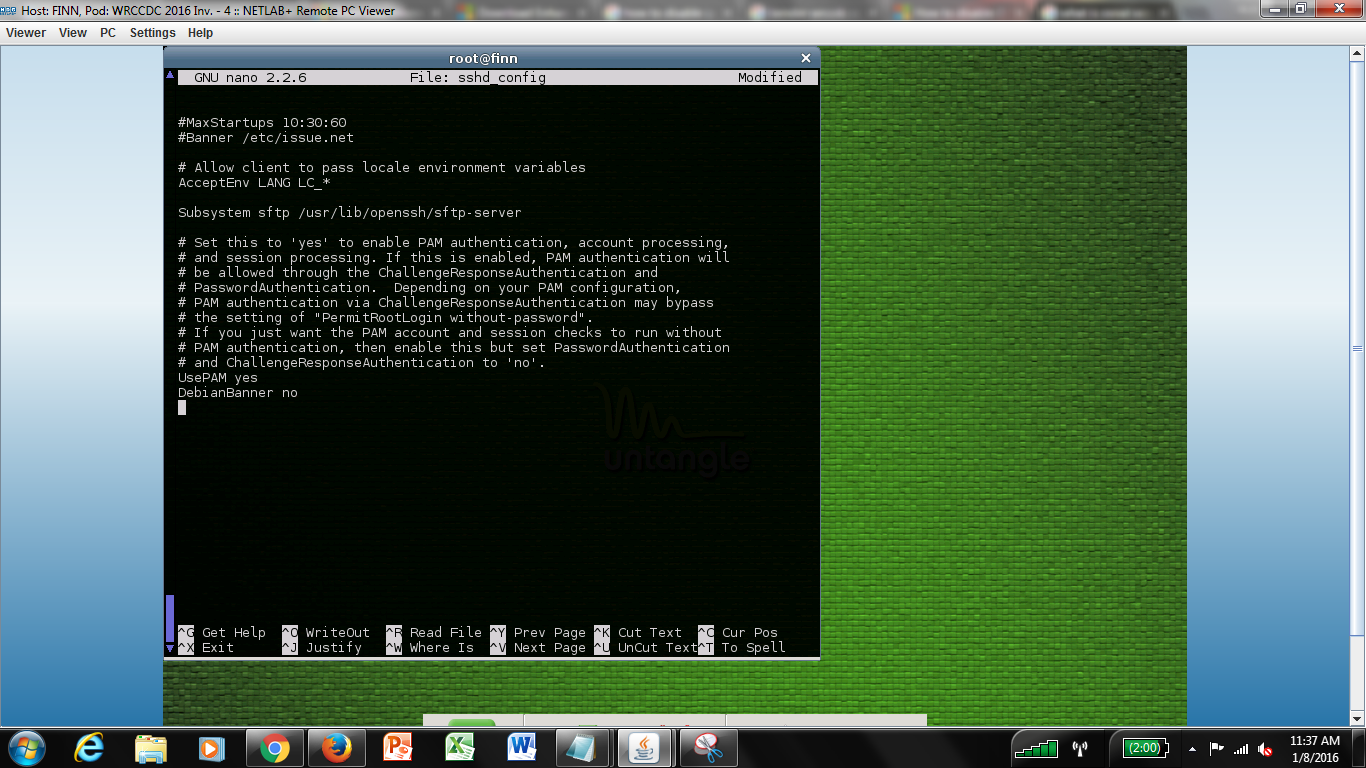 Host: FINN, Pod: WRCCDC 2016 Inv. - 4 :: NETLAB+ Remote PC Viewer
Viewer View PC Settings Help
root@finn
GNU nano 2.2.6 File: sshd_config Modified
#MaxStartups 10:30:60
#Banner /etc/issue.net
# Allow client to pass locale environment variables
AcceptEnv LANG LC_*
Subsystem sftp /usr/lib/openssh/sftp-server
# Set this to 'yes' to enable PAM authentication, account processing,
# and session processing. If this is enabled, PAM authentication will
# be allowed through the ChallengeResponseAuthentication and
# PasswordAuthentication.  Depending on your PAM configuration,
# PAM authentication via ChallengeResponseAuthentication may bypass
# the setting of "PermitRootLogin without-password".
# If you just want the PAM account and session checks to run without
# PAM authentication, then enable this but set PasswordAuthentication
# and ChallengeResponseAuthentication to 'no'.
UsePAM yes
DebianBanner no
untangle
^G Get Help ^O WriteOut ^R Read File ^Y Prev Page ^K Cut Text ^C Cur Pos
^X Exit ^J Justify ^W Where Is ^V Next Page ^U UnCut Text ^T To Spell
(2:00)
11:37 AM
1/8/2016